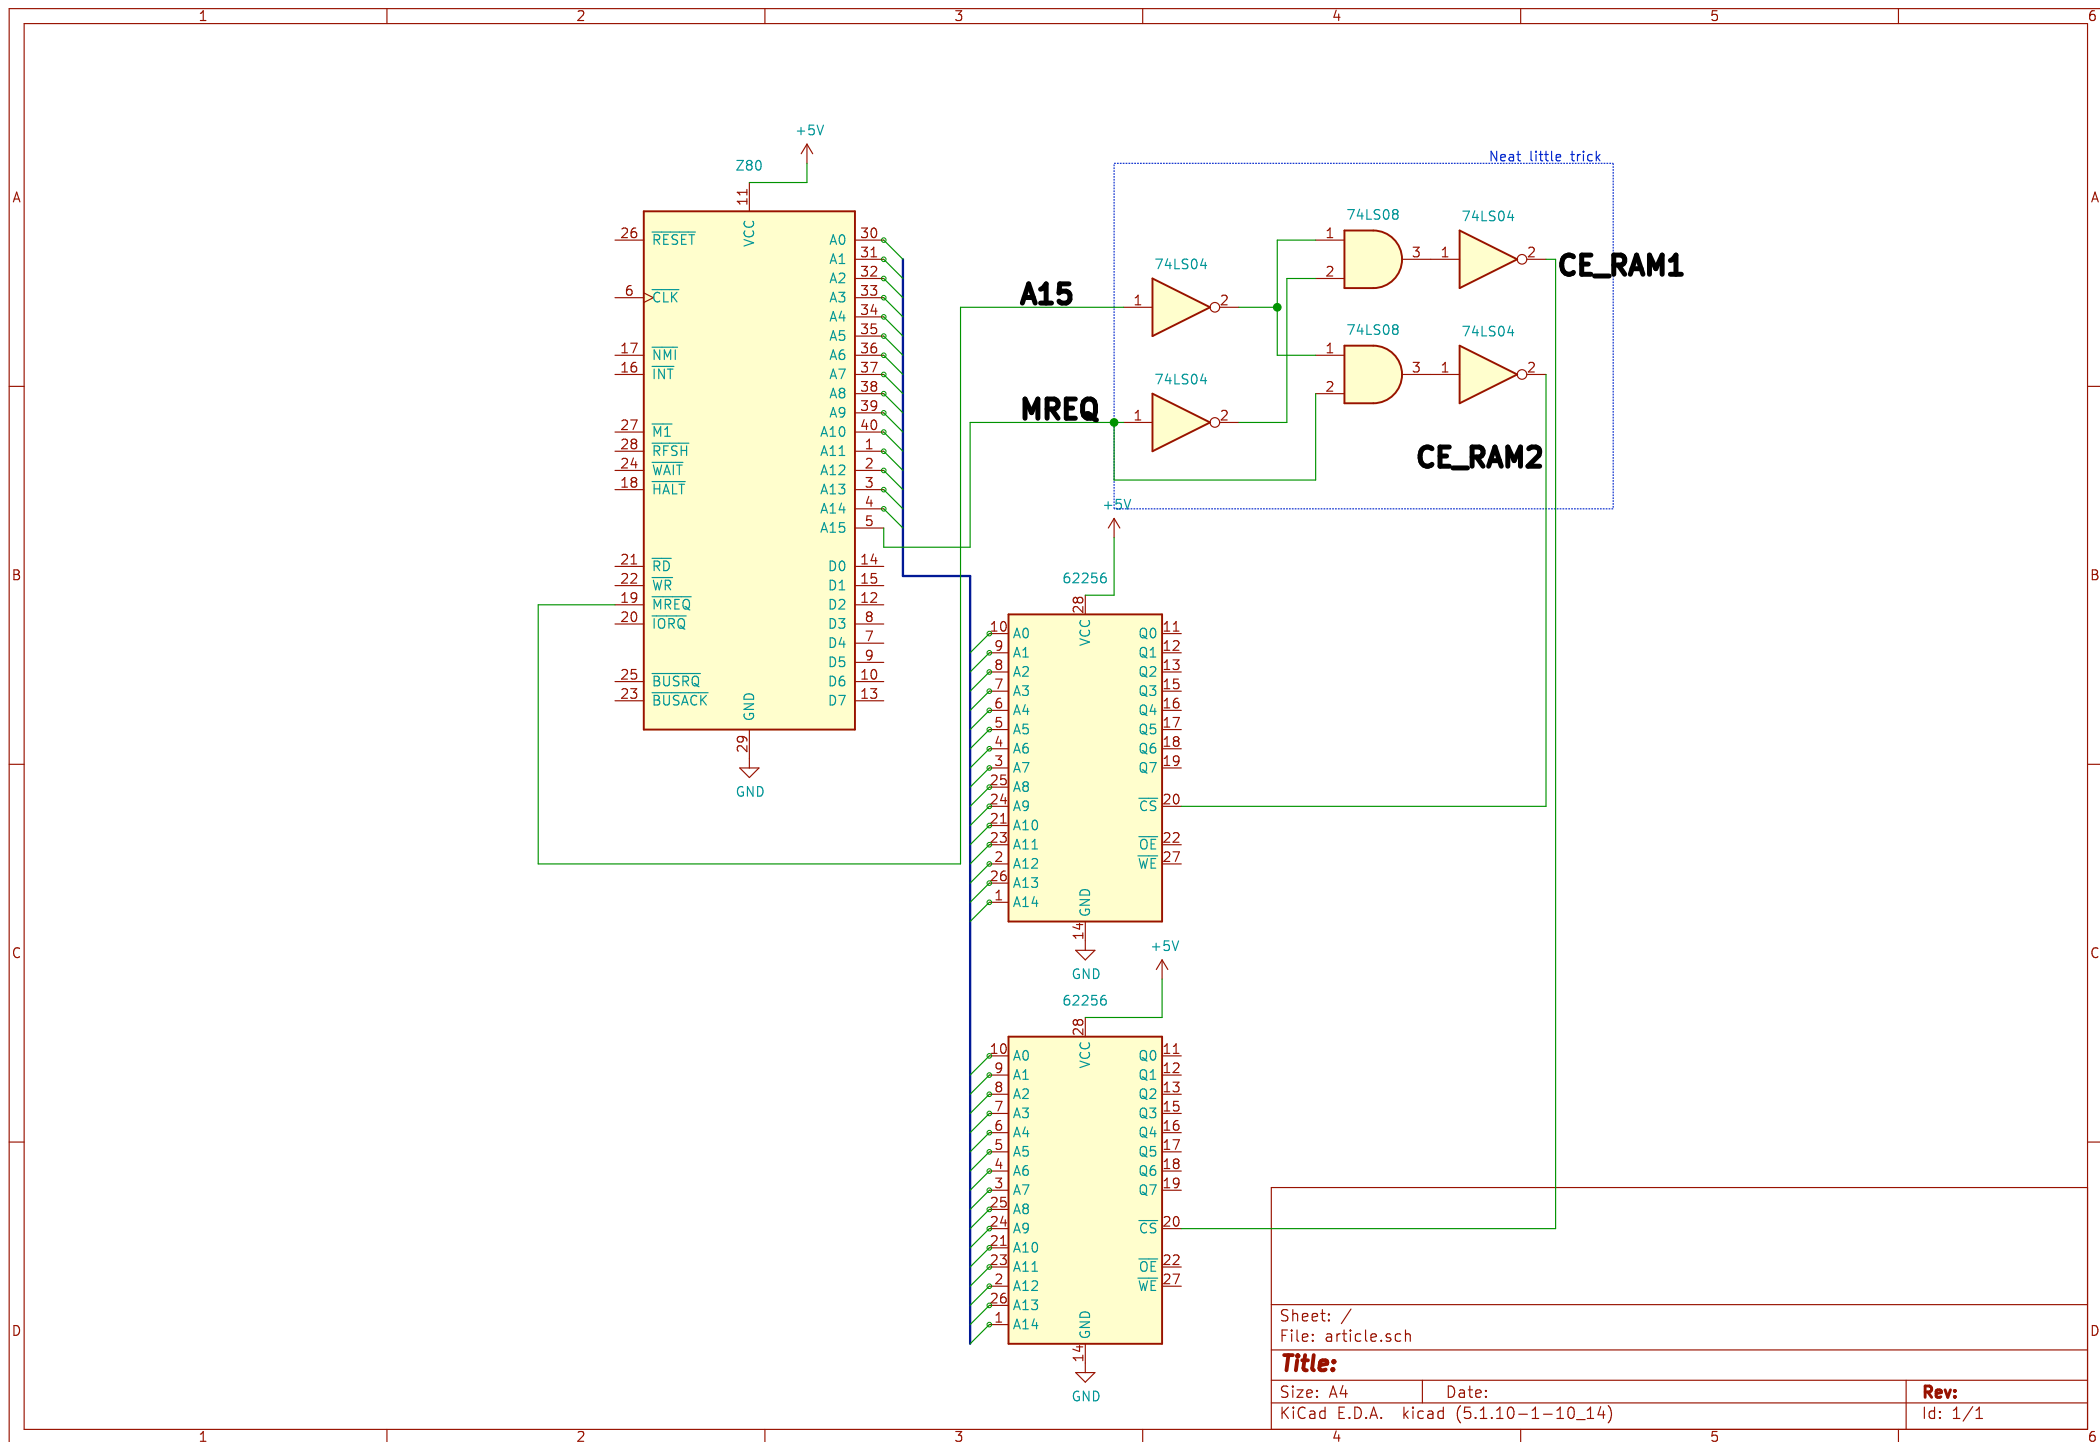 1 2 3 4 5 6
A A
B B
C C
D D
1 2 3 4 5 6
+5V
Z80
11
VCC
26 RESET
6 CLK
17 NMI
16 INT
27 M1
28 RFSH
24 WAIT
18 HALT
21 RD
22 WR
19 MREQ
20 IORQ
25 BUSRQ
23 BUSACK
A0 30
A1 31
A2 32
A3 33
A4 34
A5 35
A6 36
A7 37
A8 38
A9 39
A10 40
A11 1
A12 2
A13 3
A14 4
A15 5
D0 14
D1 15
D2 12
D3 8
D4 7
D5 9
D6 10
D7 13
GND
29
GND
Neat little trick
A15
74LS04
1 2
MREQ
74LS04
1 2
74LS08
1
2
3
74LS04
1 2
CE_RAM1
74LS08
1
2
3
74LS04
1 2
CE_RAM2
+5V
62256
28
VCC
10 A0
9 A1
8 A2
7 A3
6 A4
5 A5
4 A6
3 A7
25 A8
24 A9
21 A10
23 A11
2 A12
26 A13
1 A14
Q0 11
Q1 12
Q2 13
Q3 15
Q4 16
Q5 17
Q6 18
Q7 19
CS 20
OE 22
WE 27
GND
14
GND
+5V
62256
28
VCC
10 A0
9 A1
8 A2
7 A3
6 A4
5 A5
4 A6
3 A7
25 A8
24 A9
21 A10
23 A11
2 A12
26 A13
1 A14
Q0 11
Q1 12
Q2 13
Q3 15
Q4 16
Q5 17
Q6 18
Q7 19
CS 20
OE 22
WE 27
GND
14
GND
Sheet: /
File: article.sch
Title:
Size: A4 Date: Rev:
KiCad E.D.A. kicad (5.1.10-1-10_14) Id: 1/1